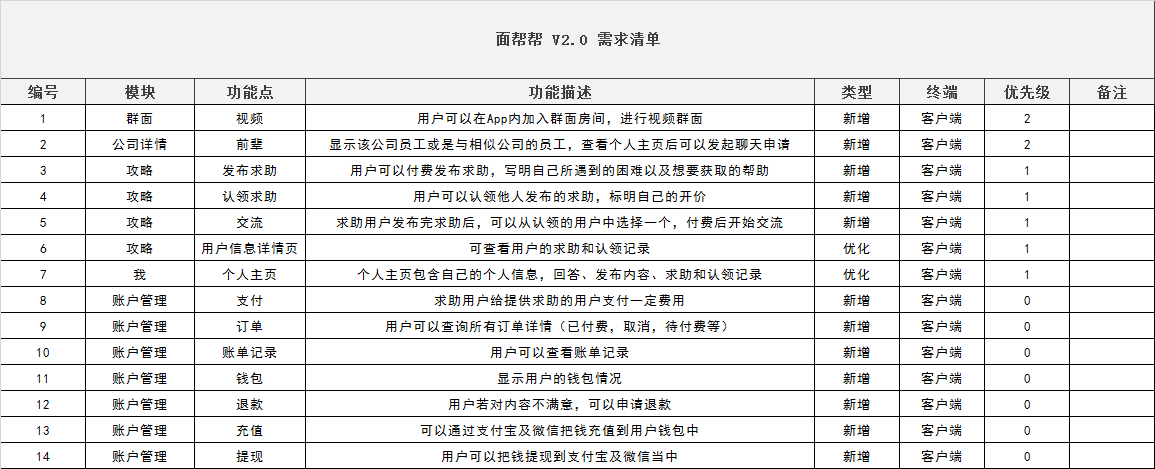 面帮帮 V2.0 需求清单
编号 模块 功能点 功能描述 类型 终端 优先级 备注
1 群面 视频 用户可以在App内加入群面房间，进行视频群面 新增 客户端 2
2 公司详情 前辈 显示该公司员工或是与相似公司的员工，查看个人主页后可以发起聊天申请 新增 客户端 2
3 攻略 发布求助 用户可以付费发布求助，写明自己所遇到的困难以及想要获取的帮助 新增 客户端 1
4 攻略 认领求助 用户可以认领他人发布的求助，标明自己的开价 新增 客户端 1
5 攻略 交流 求助用户发布完求助后，可以从认领的用户中选择一个，付费后开始交流 新增 客户端 1
6 攻略 用户信息详情页 可查看用户的求助和认领记录 优化 客户端 1
7 我 个人主页 个人主页包含自己的个人信息，回答、发布内容、求助和认领记录 优化 客户端 1
8 账户管理 支付 求助用户给提供求助的用户支付一定费用 新增 客户端 0
9 账户管理 订单 用户可以查询所有订单详情（已付费，取消，待付费等） 新增 客户端 0
10 账户管理 账单记录 用户可以查看账单记录 新增 客户端 0
11 账户管理 钱包 显示用户的钱包情况 新增 客户端 0
12 账户管理 退款 用户若对内容不满意，可以申请退款 新增 客户端 0
13 账户管理 充值 可以通过支付宝及微信把钱充值到用户钱包中 新增 客户端 0
14 账户管理 提现 用户可以把钱提现到支付宝及微信当中 新增 客户端 0